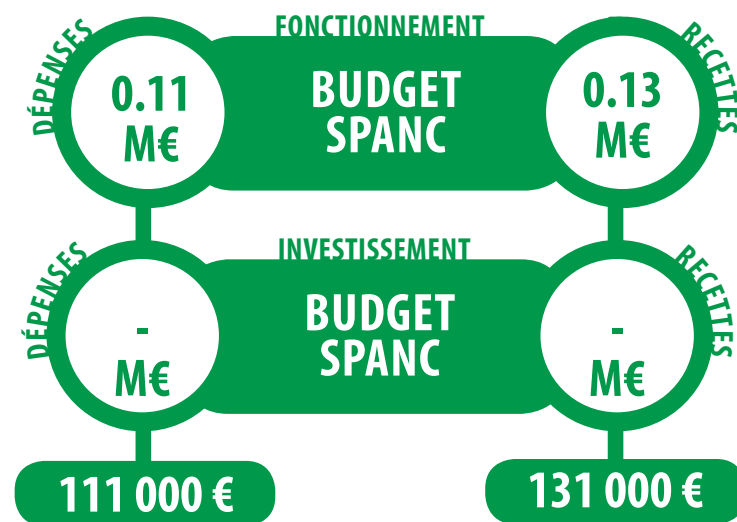 FONCTIONNEMENT
DÉPENSES
0.11
M€
BUDGET
SPANC
RECETTES
0.13
M€
INVESTISSEMENT
DÉPENSES
-
M€
BUDGET
SPANC
RECETTES
-
M€
111 000 €
131 000 €